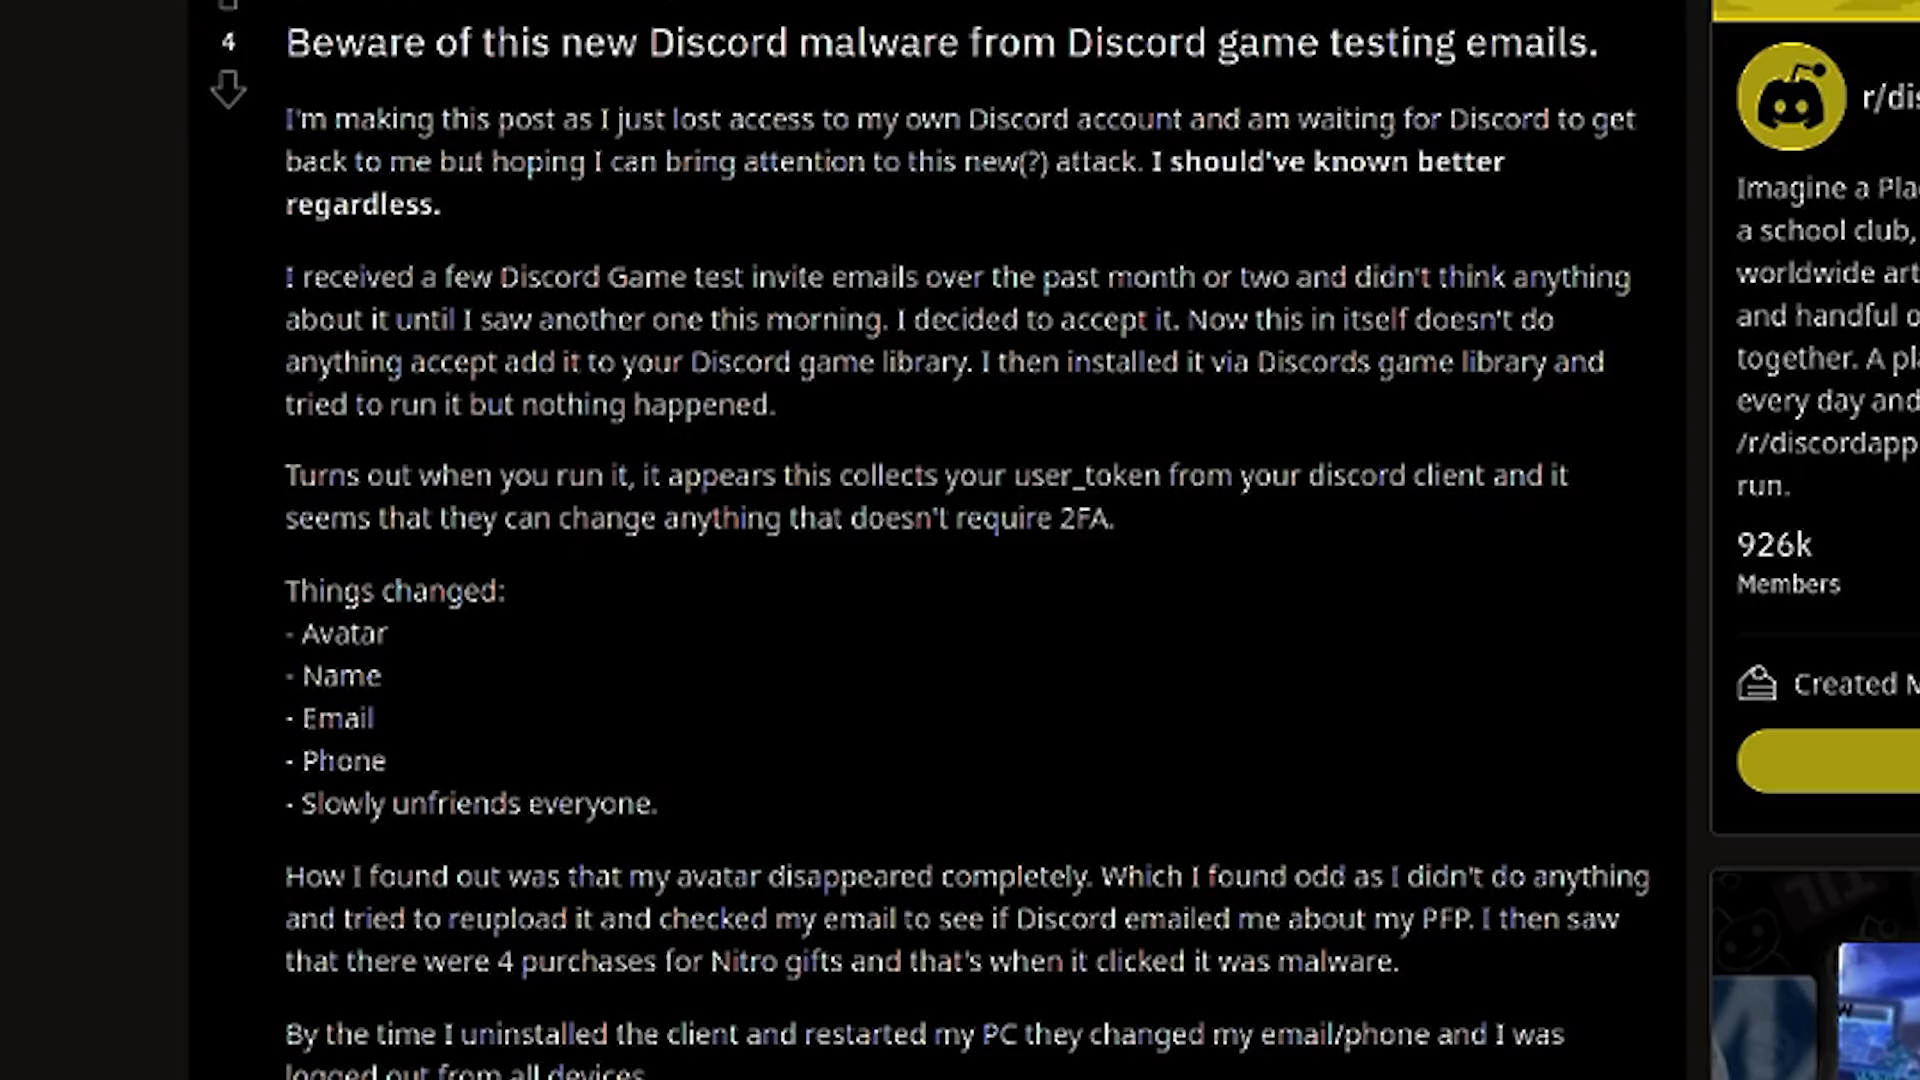 4
Beware of this new Discord malware from Discord game testing emails.
I'm making this post as I just lost access to my own Discord account and am waiting for Discord to get
back to me but hoping I can bring attention to this new(?) attack. I should've known better
regardless.
I received a few Discord Game test invite emails over the past month or two and didn't think anything
about it until I saw another one this morning. I decided to accept it. Now this in itself doesn't do
anything accept add it to your Discord game library. I then installed it via Discords game library and
tried to run it but nothing happened.
Turns out when you run it, it appears this collects your user_token from your discord client and it
seems that they can change anything that doesn't require 2FA.
Things changed:
- Avatar
- Name
- Email
- Phone
- Slowly unfriends everyone.
How I found out was that my avatar disappeared completely. Which I found odd as I didn't do anything
and tried to reupload it and checked my email to see if Discord emailed me about my PFP. I then saw
that there were 4 purchases for Nitro gifts and that's when it clicked it was malware.
By the time I uninstalled the client and restarted my PC they changed my email/phone and I was
logged out from all devices.
r/dis
Imagine a Pla
a school club,
worldwide art
and handful o
together. A pla
every day and
/r/discordapp
run.
926k
Members
Created M